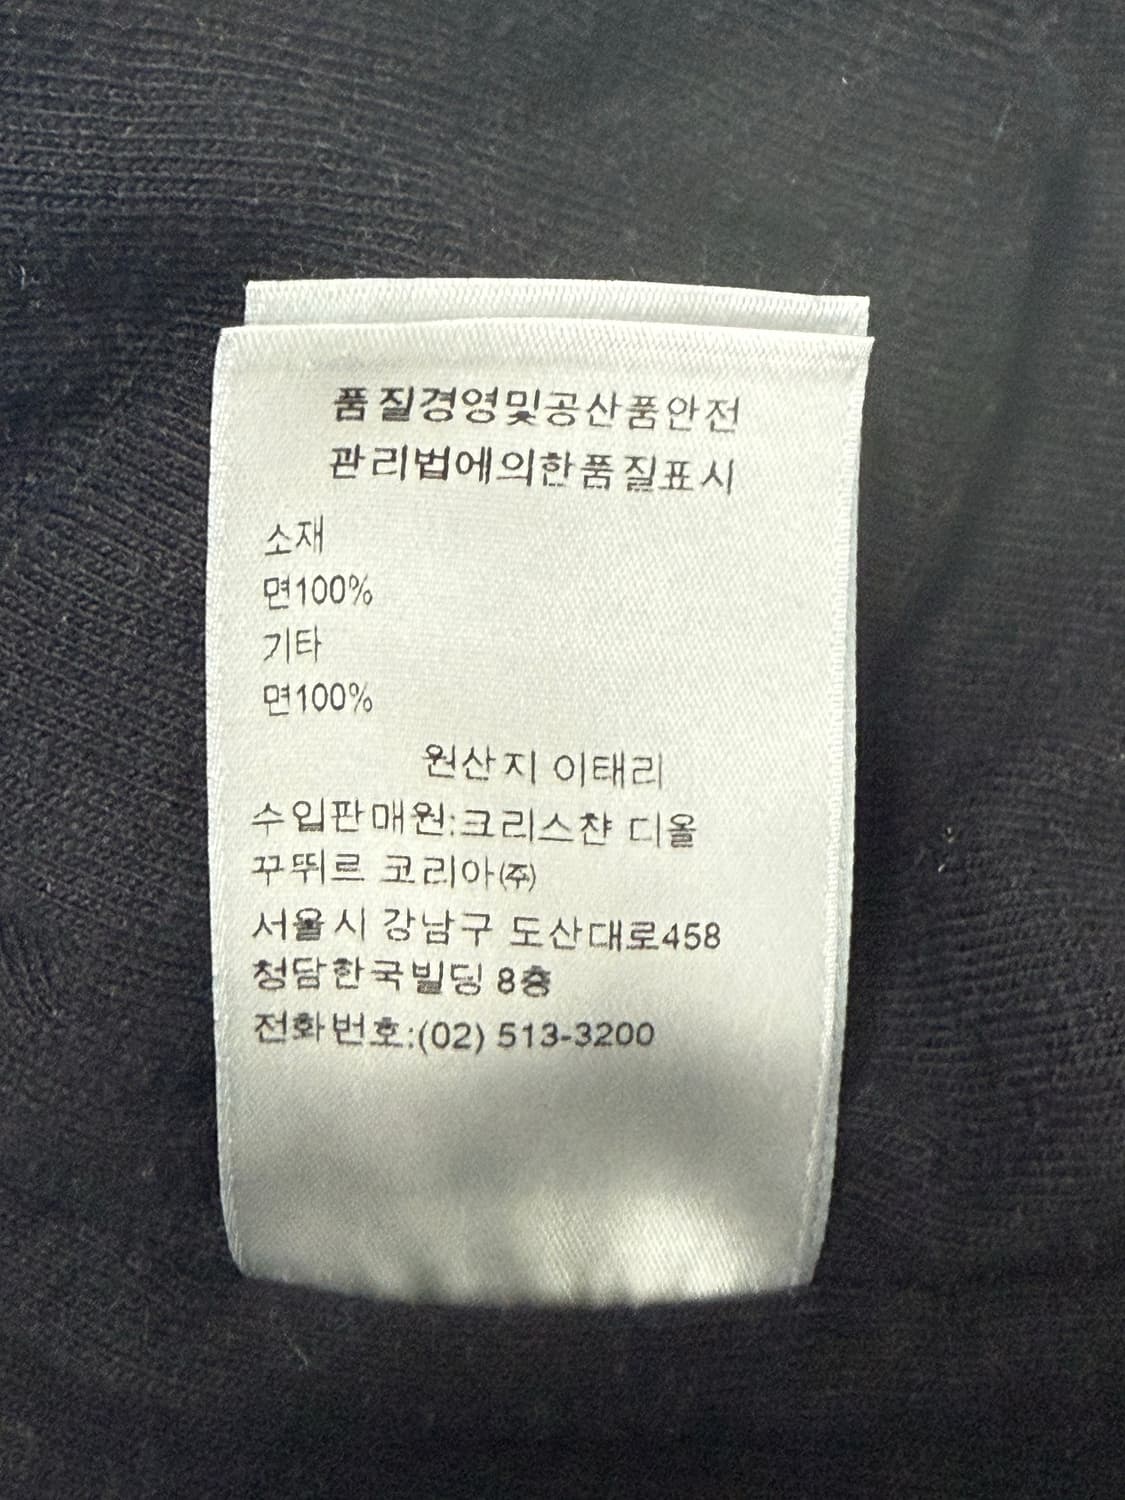 품질경영및공산품안전
관리법에의한품질표시
소재
면100%
기타
면100%
원산지 이태리
수입판매원:크리스챤 디올
꾸뛰르 코리아(주)
서울시 강남구 도산대로458
청담한국빌딩 8층
전화번호:(02) 513-3200